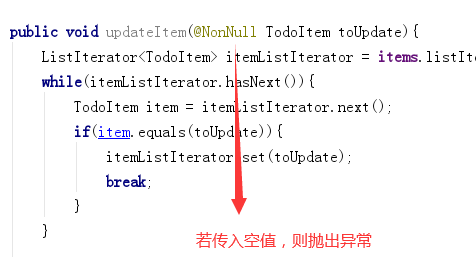 public void updateItem(@NonNull TodoItem toUpdate){
ListIterator<TodoItem> itemListIterator = items.listIte
while(itemListIterator.hasNext()){
TodoItem item = itemListIterator.next();
if(item.equals(toUpdate)){
itemListIterator.set(toUpdate);
break;
}
}
若传入空值，则抛出异常